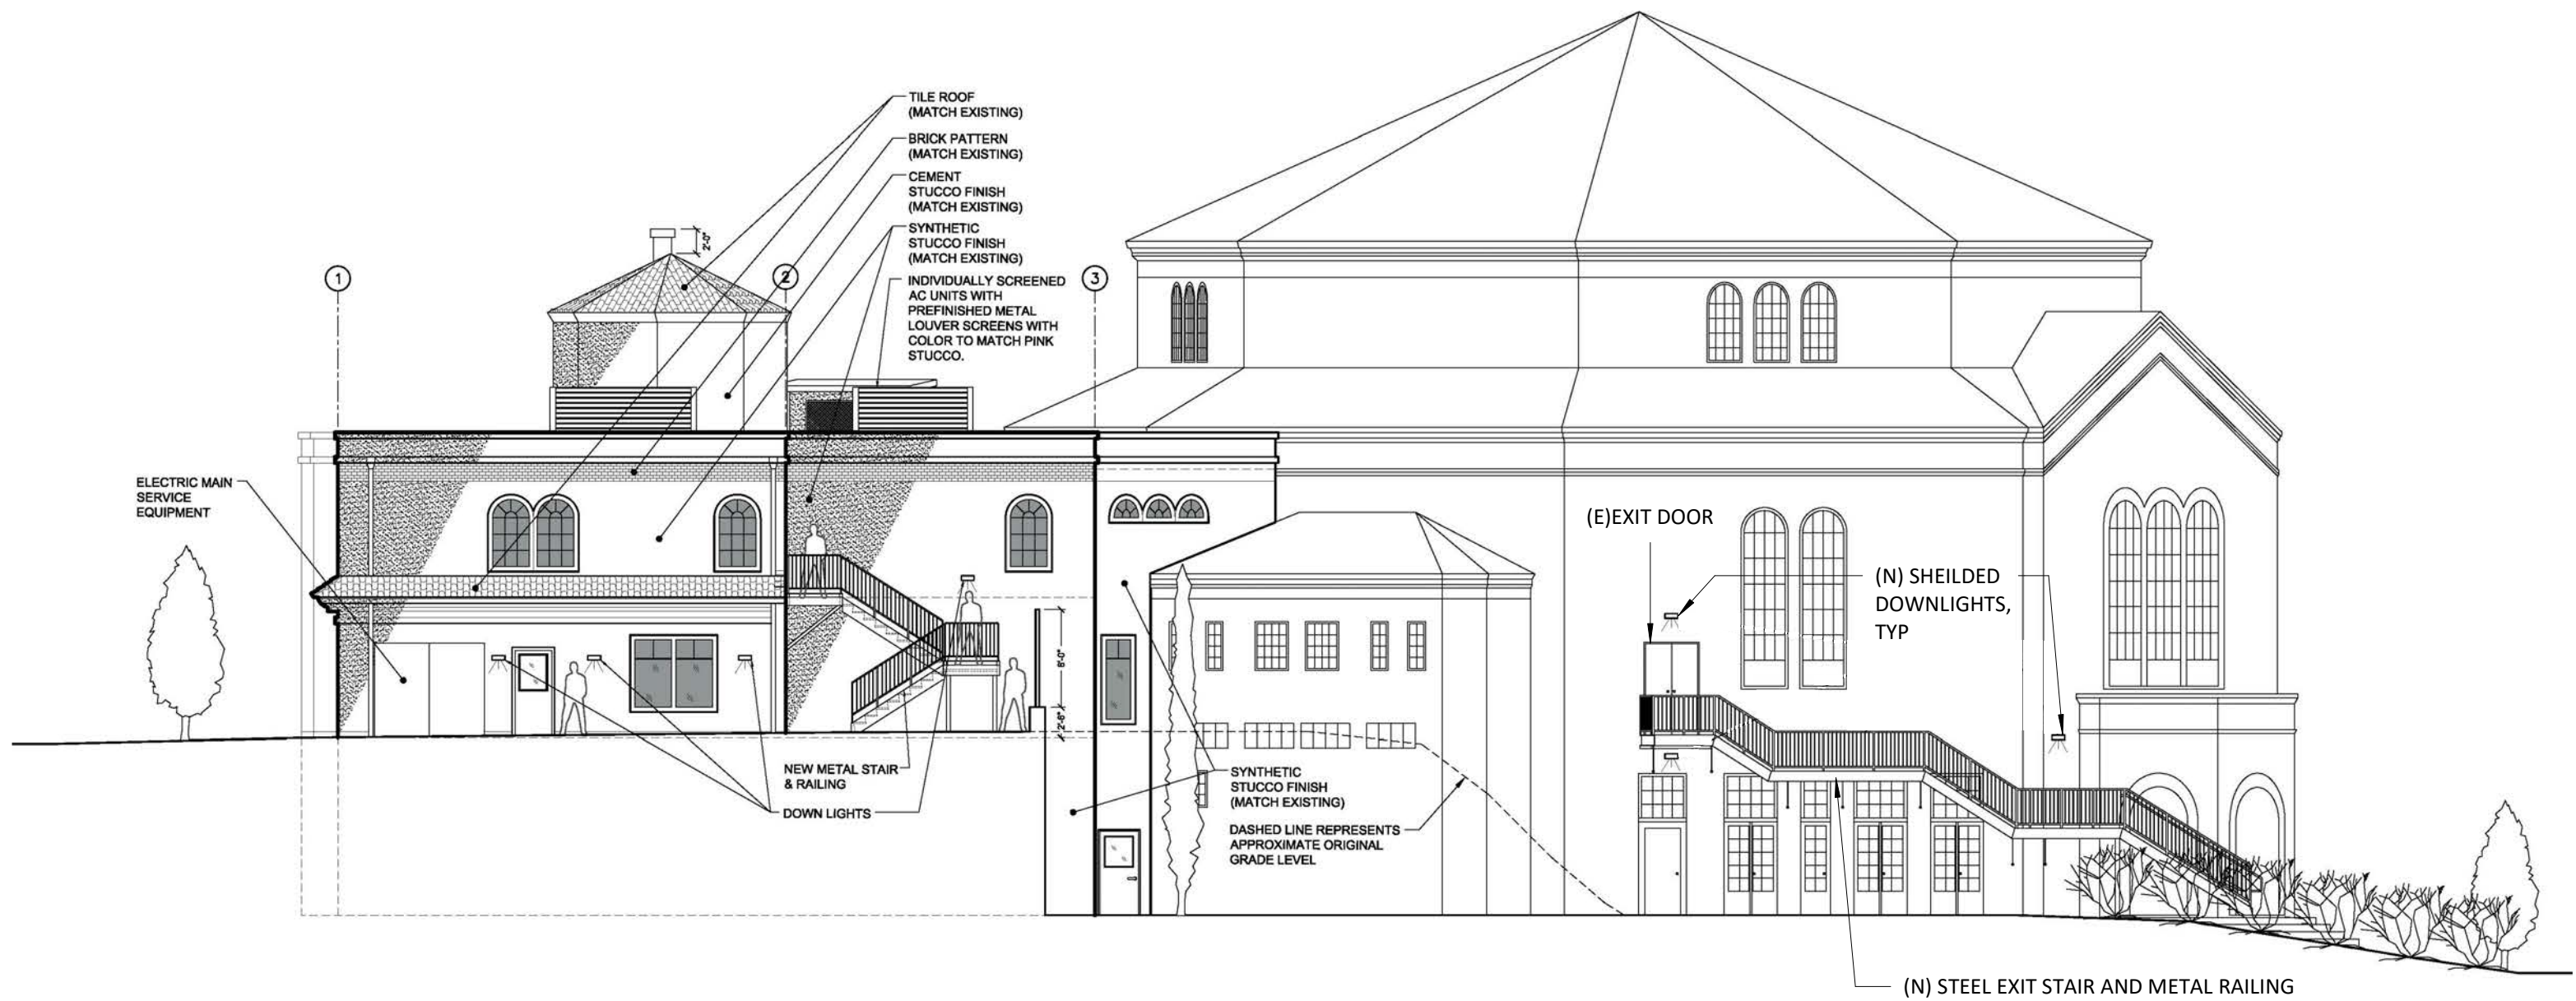 TILE ROOF
(MATCH EXISTING)
BRICK PATTERN
(MATCH EXISTING)
CEMENT
STUCCO FINISH
(MATCH EXISTING)
SYNTHETIC
STUCCO FINISH
(MATCH EXISTING)
INDIVIDUALLY SCREENED
AC UNITS WITH
PREFINISHED METAL
LOUVER SCREENS WITH
COLOR TO MATCH PINK
STUCCO.
2'-0"
1
2
3
ELECTRIC MAIN
SERVICE
EQUIPMENT
(E)EXIT DOOR
(N) SHEILDED
DOWNLIGHTS,
TYP
6'-0"
2'-6"
NEW METAL STAIR
& RAILING
DOWN LIGHTS
SYNTHETIC
STUCCO FINISH
(MATCH EXISTING)
DASHED LINE REPRESENTS
APPROXIMATE ORIGINAL
GRADE LEVEL
(N) STEEL EXIT STAIR AND METAL RAILING